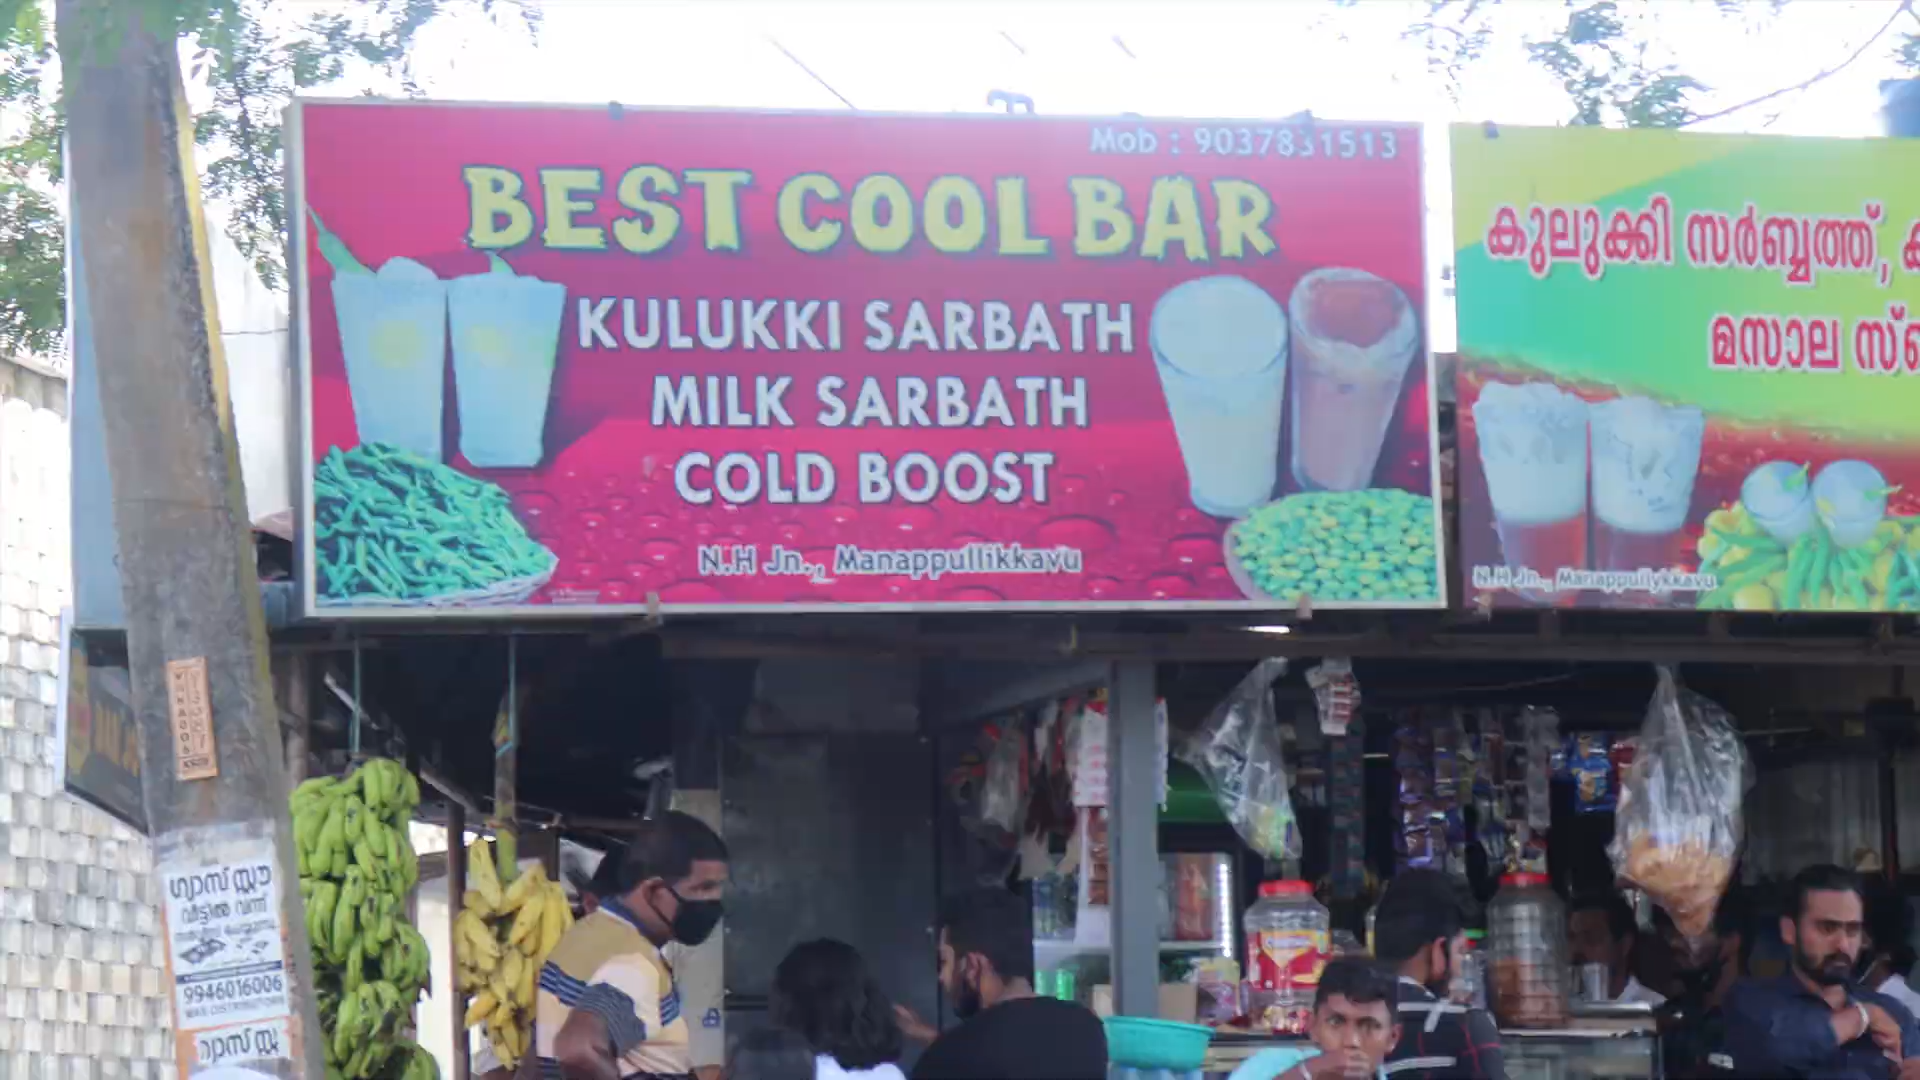 Mob : 9037831513
BEST COOL BAR
KULUKKI SARBATH
MILK SARBATH
COLD BOOST
N.H Jn., Manappullikkavu
കുലുക്കി സർബ്ബത്ത്,
മസാല
N.H Jn., Manappullykkavu
ഗ്യാസ് സ്റ്റൗ
വീട്ടിൽ വന്ന്
9946016006
ഗ്യാസ് സ്റ്റൗ